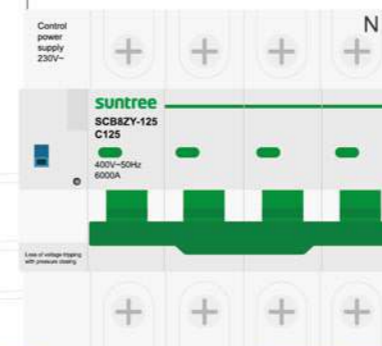 Control
power
supply
230V~
N
suntree
SCB8ZY-125
C125
400V~50Hz
6000A
Loss of voltage tripping
with pressure closing